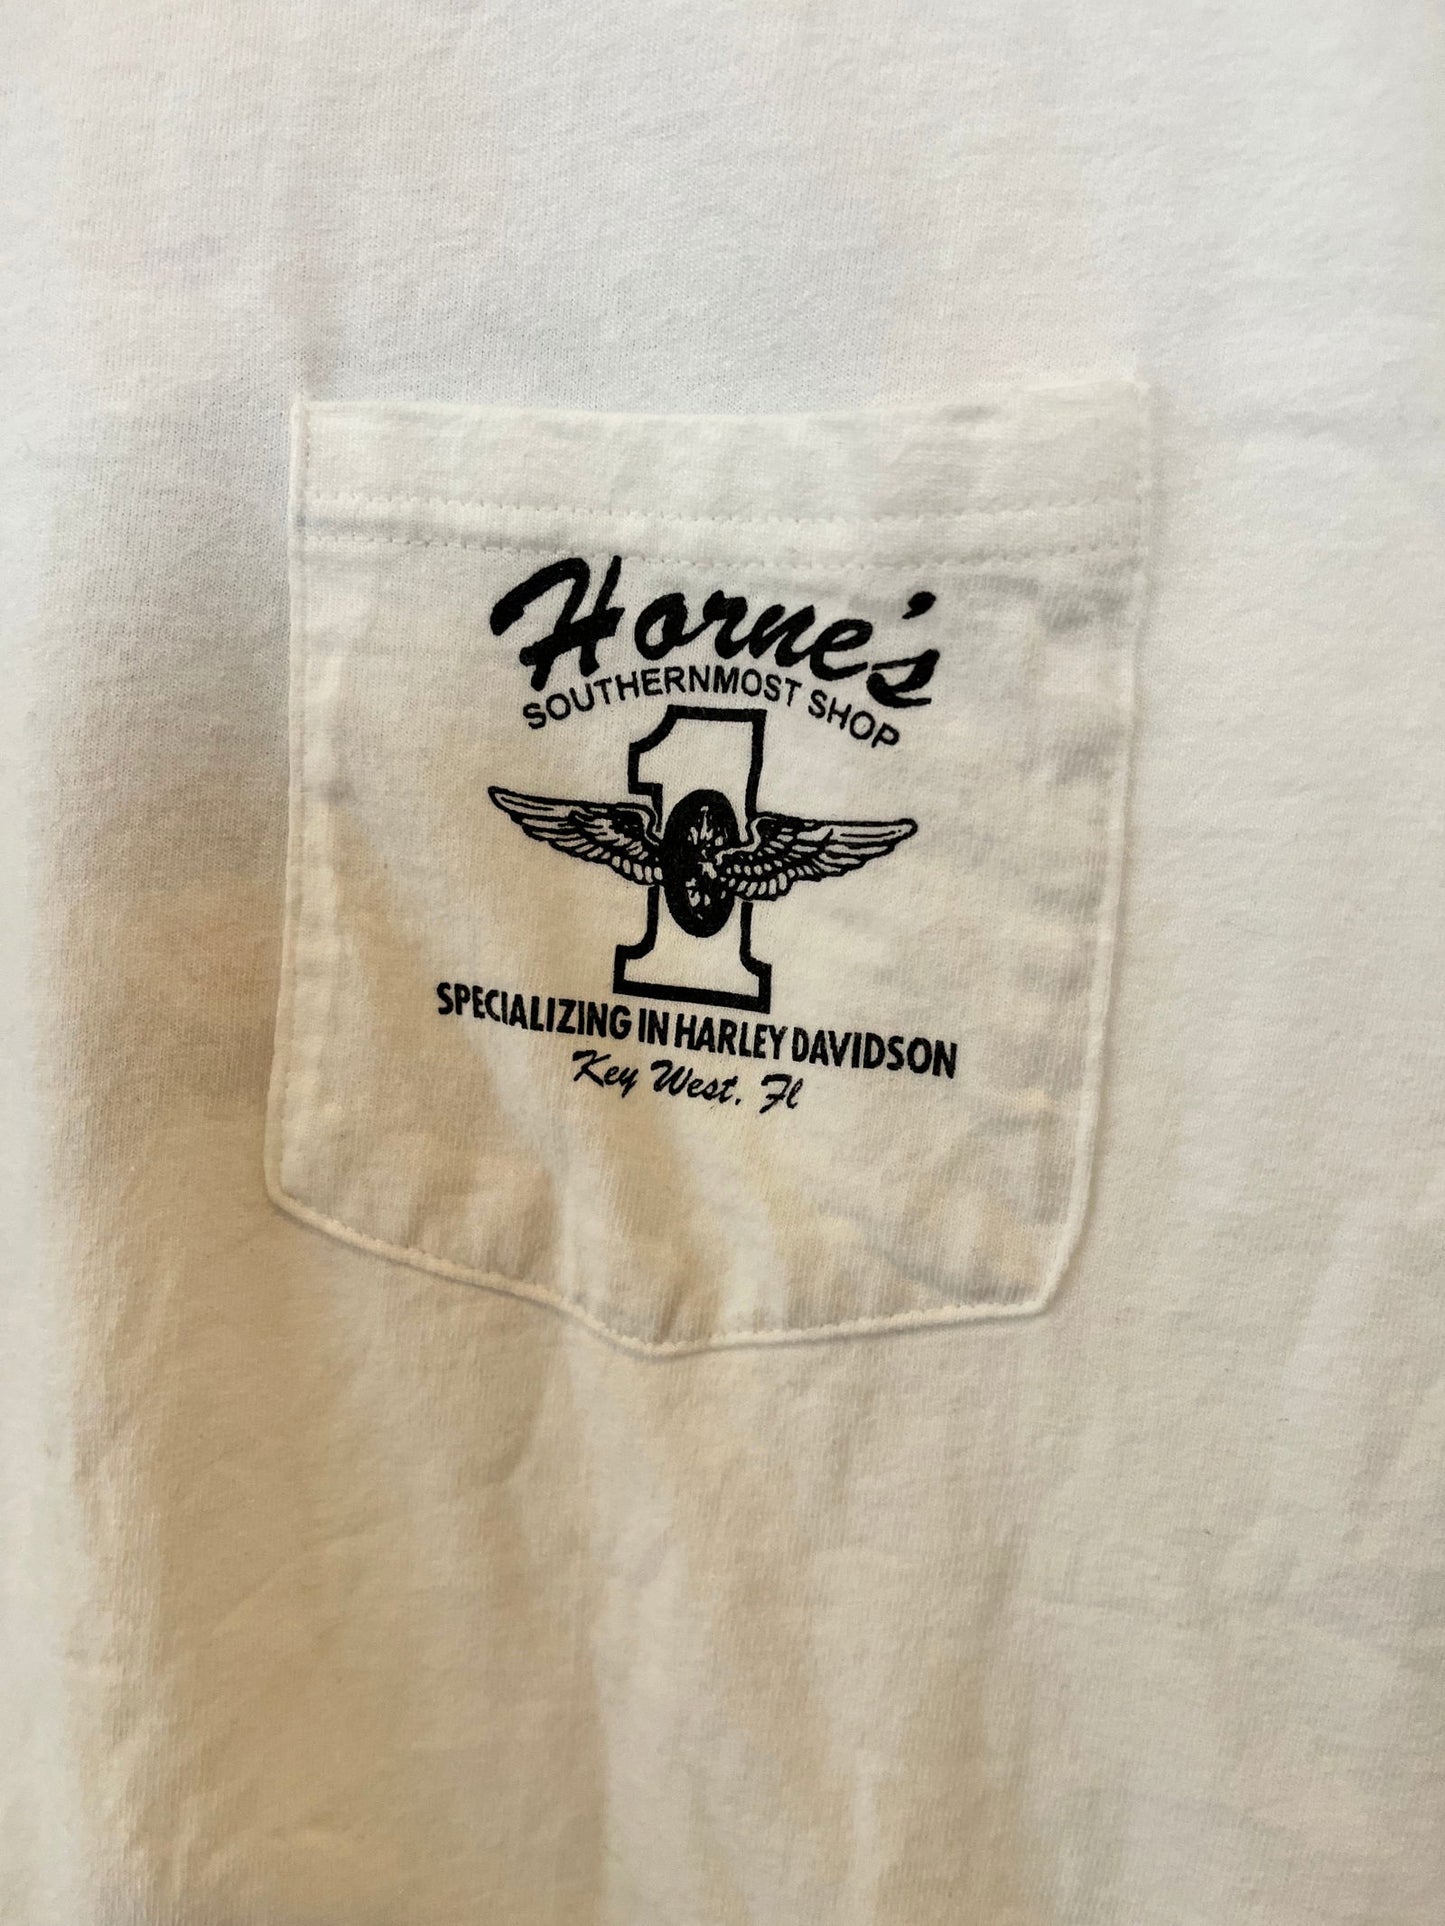 Horne's
SOUTHERNMOST SHOP
1
SPECIALIZING IN HARLEY DAVIDSON
Key West, Fl